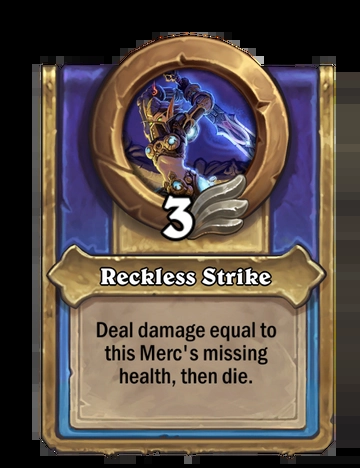 3
Reckless Strike
Deal damage equal to
this Merc's missing
health, then die.